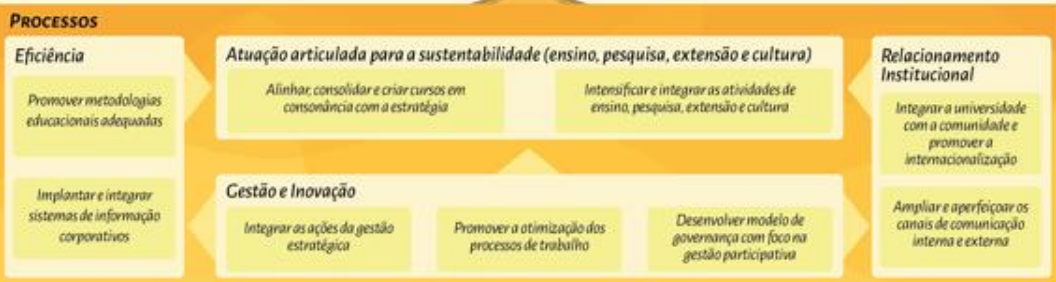 PROCESSOS
Eficiência
Promover metodologias
educacionais adequadas
Implantar e integrar
sistemas de informação
corporativos
Atuação articulada para a sustentabilidade (ensino, pesquisa, extensão e cultura)
Alinhar, consolidar e criar cursos em
consonância com a estratégia
Intensificar e integrar as atividades de
ensino, pesquisa, extensão e cultura
Gestão e Inovação
Integrar as ações da gestão
estratégica
Promover a otimização dos
processos de trabalho
Desenvolver modelo de
governança com foco na
gestão participativa
Relacionamento
Institucional
Integrar a universidade
com a comunidade e
promover a
internacionalização
Ampliar e aperfeiçoar os
canais de comunicação
interna e externa